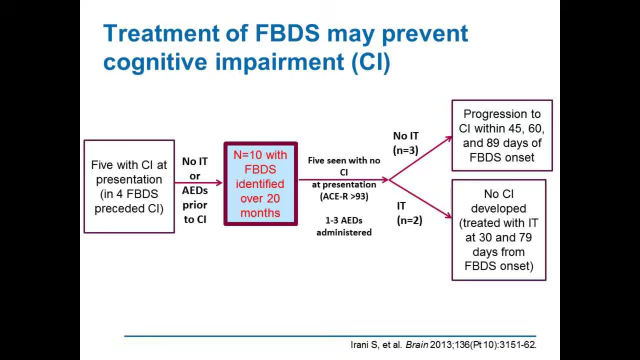 Treatment of FBDS may prevent
cognitive impairment (CI)
Five with CI at
presentation
(in 4 FBDS
preceded CI)
No IT
or
AEDs
prior
to CI
N=10 with
FBDS
identified
over 20
months
Five seen with no
CI
at presentation
(ACE-R >93)
1-3 AEDs
administered
No IT
(n=3)
IT
(n=2)
Progression to
CI within 45, 60,
and 89 days of
FBDS onset
No CI
developed
(treated with IT
at 30 and 79
days from
FBDS onset)
Irani S, et al. Brain 2013;136(Pt 10):3151-62.